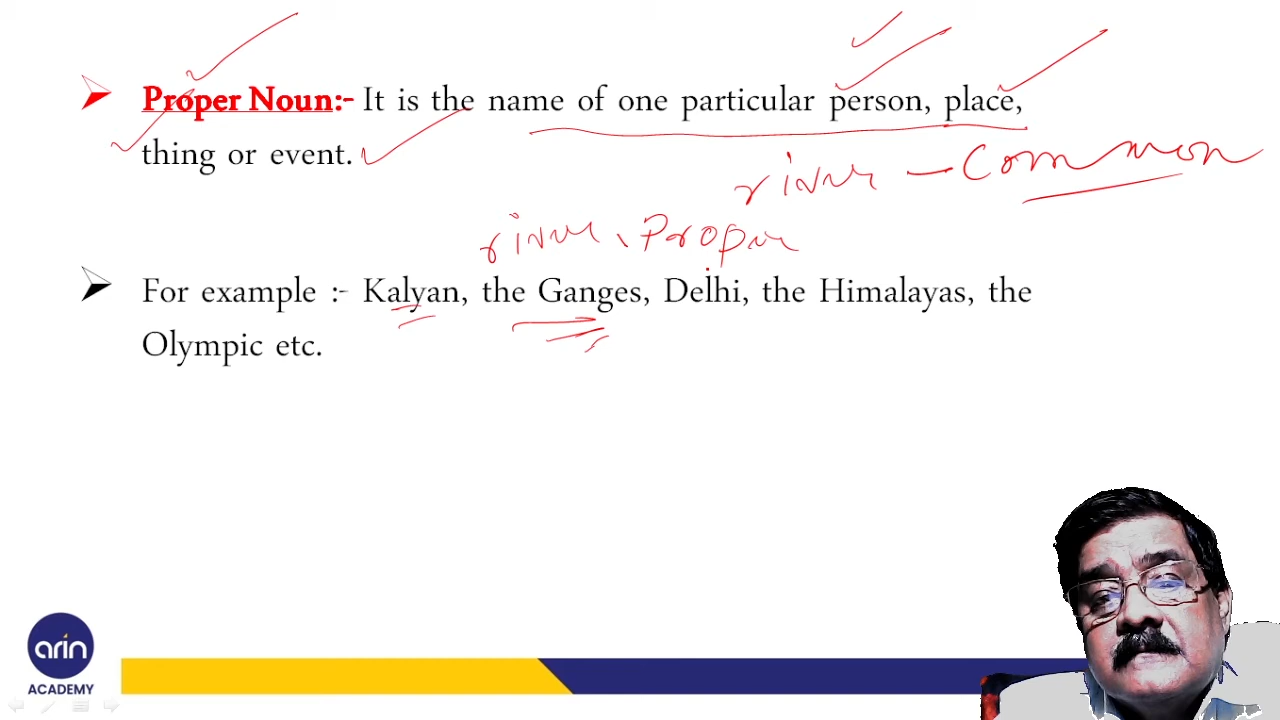 Proper Noun:- It is the name of one particular person, place,
thing or event.
river - Common
river, Proper
For example :- Kalyan, the Ganges, Delhi, the Himalayas, the
Olympic etc.
arin
ACADEMY